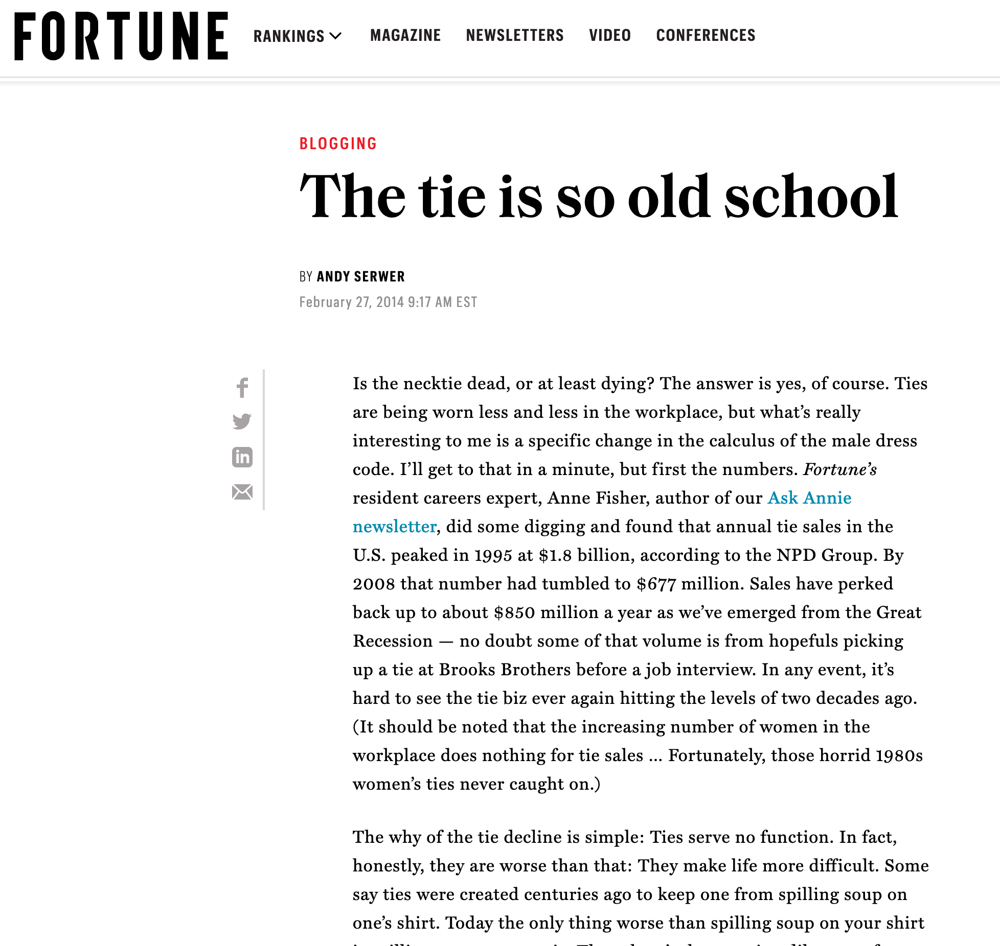 FORTUNE
RANKINGS MAGAZINE NEWSLETTERS VIDEO CONFERENCES
BLOGGING
The tie is so old school
BY ANDY SERWER
February 27, 2014 9:17 AM EST
Is the necktie dead, or at least dying? The answer is yes, of course. Ties
are being worn less and less in the workplace, but what’s really
interesting to me is a specific change in the calculus of the male dress
code. I’ll get to that in a minute, but first the numbers. Fortune’s
resident careers expert, Anne Fisher, author of our Ask Annie
newsletter, did some digging and found that annual tie sales in the
U.S. peaked in 1995 at $1.8 billion, according to the NPD Group. By
2008 that number had tumbled to $677 million. Sales have perked
back up to about $850 million a year as we’ve emerged from the Great
Recession — no doubt some of that volume is from hopefuls picking
up a tie at Brooks Brothers before a job interview. In any event, it’s
hard to see the tie biz ever again hitting the levels of two decades ago.
(It should be noted that the increasing number of women in the
workplace does nothing for tie sales ... Fortunately, those horrid 1980s
women’s ties never caught on.)
The why of the tie decline is simple: Ties serve no function. In fact,
honestly, they are worse than that: They make life more difficult. Some
say ties were created centuries ago to keep one from spilling soup on
one’s shirt. Today the only thing worse than spilling soup on your shirt